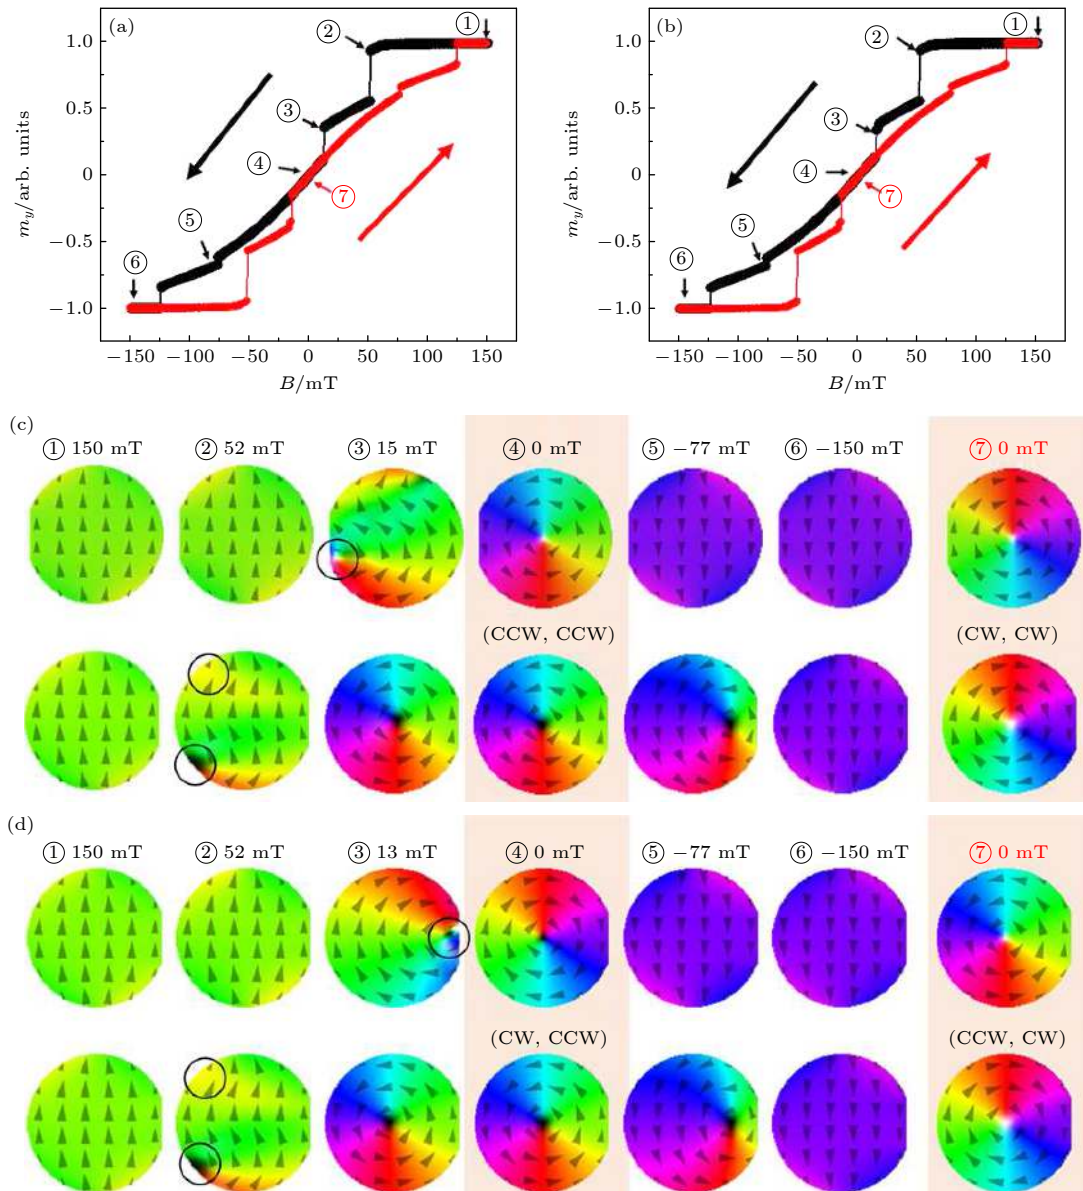 (a)
① ② ③ ④ ⑤ ⑥ ⑦
1.0
0.5
0
−0.5
−1.0
m_y/arb. units
−150 −100 −50 0 50 100 150
B/mT
(b)
① ② ③ ④ ⑤ ⑥ ⑦
1.0
0.5
0
−0.5
−1.0
m_y/arb. units
−150 −100 −50 0 50 100 150
B/mT
(c)
① 150 mT ② 52 mT ③ 15 mT ④ 0 mT ⑤ −77 mT ⑥ −150 mT ⑦ 0 mT
(CCW, CCW) (CW, CW)
(d)
① 150 mT ② 52 mT ③ 13 mT ④ 0 mT ⑤ −77 mT ⑥ −150 mT ⑦ 0 mT
(CW, CCW) (CCW, CW)